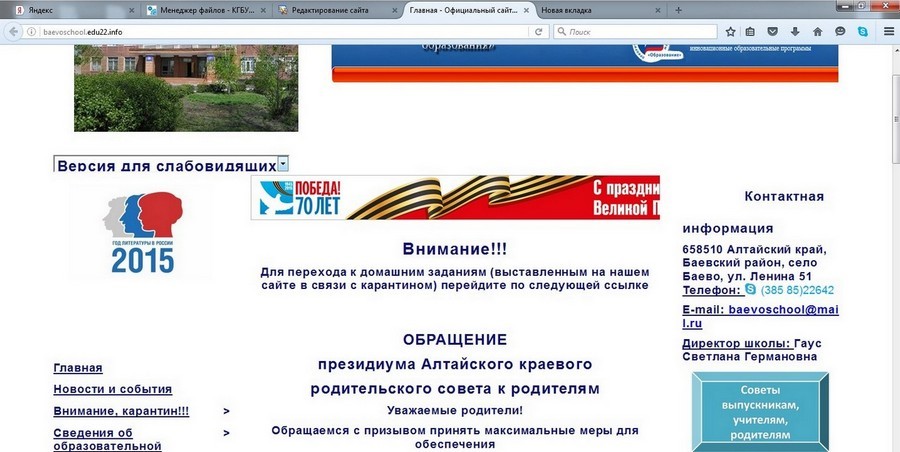 Яндекс
Менеджер файлов - КГБУ...
Редактирование сайта
Главная - Официальный сайт...
Новая вкладка
baevoschool.edu22.info
Поиск
образованию»
«Образование»
инновационные образовательные программы
Версия для слабовидящих
ГОД ЛИТЕРАТУРЫ В РОССИИ
2015
Главная
Новости и события
Внимание, карантин!!! >
Сведения об >
образовательной
ПОБЕДА!
70 ЛЕТ
С праздни
Великой П
Внимание!!!
Для перехода к домашним заданиям (выставленным на нашем
сайте в связи с карантином) перейдите по следующей ссылке
ОБРАЩЕНИЕ
президиума Алтайского краевого
родительского совета к родителям
Уважаемые родители!
Обращаемся с призывом принять максимальные меры для
обеспечения
Контактная
информация
658510 Алтайский край,
Баевский район, село
Баево, ул. Ленина 51
Телефон: (385 85)22642
E-mail: baevoschool@mai
l.ru
Директор школы: Гаус
Светлана Германовна
Советы
выпускникам,
учителям,
родителям